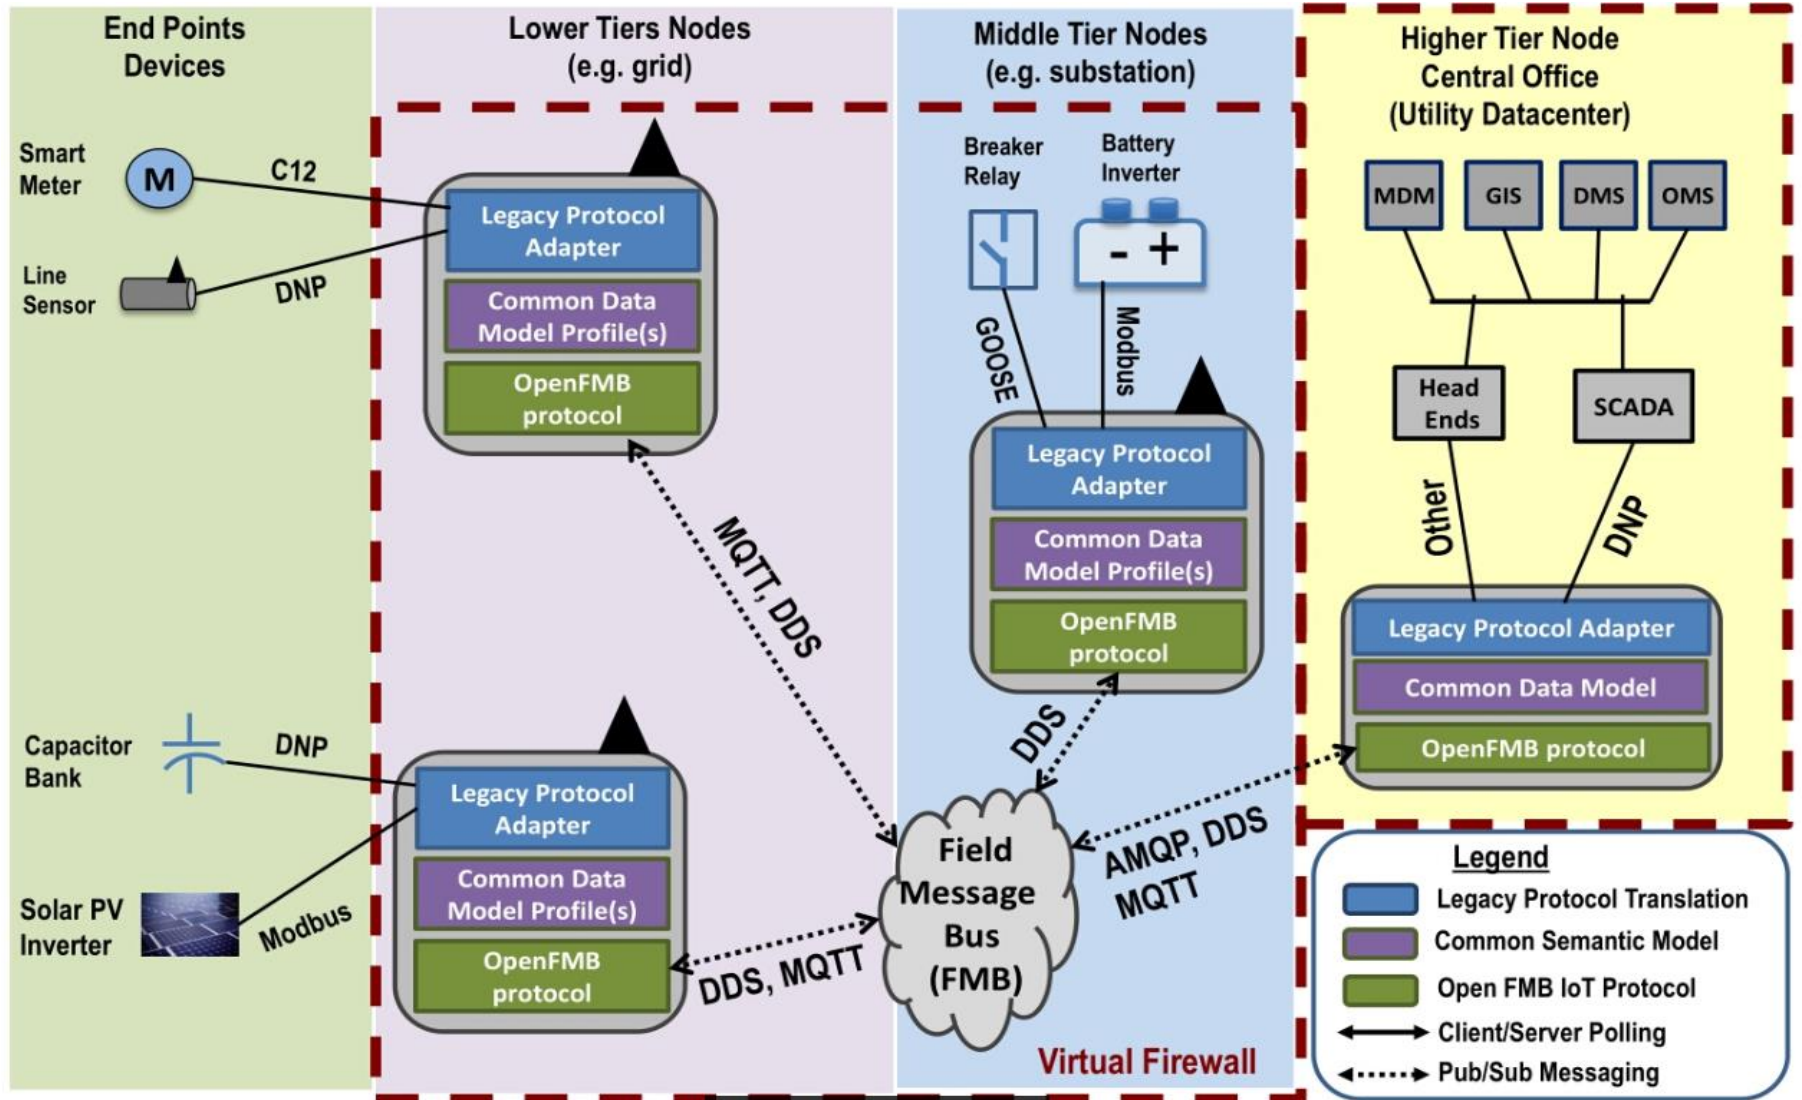 End Points
Devices
Lower Tiers Nodes
(e.g. grid)
Middle Tier Nodes
(e.g. substation)
Higher Tier Node
Central Office
(Utility Datacenter)
Smart
Meter
M
C12
Line
Sensor
DNP
Legacy Protocol
Adapter
Common Data
Model Profile(s)
OpenFMB
protocol
MQTT, DDS
Capacitor
Bank
DNP
Solar PV
Inverter
Modbus
Legacy Protocol
Adapter
Common Data
Model Profile(s)
OpenFMB
protocol
DDS, MQTT
Breaker
Relay
Battery
Inverter
- +
GOOSE
Modbus
Legacy Protocol
Adapter
Common Data
Model Profile(s)
OpenFMB
protocol
DDS
Field
Message
Bus
(FMB)
AMQP, DDS
MQTT
Virtual Firewall
MDM
GIS
DMS
OMS
Head
Ends
SCADA
Other
DNP
Legacy Protocol Adapter
Common Data Model
OpenFMB protocol
Legend
Legacy Protocol Translation
Common Semantic Model
Open FMB IoT Protocol
Client/Server Polling
Pub/Sub Messaging